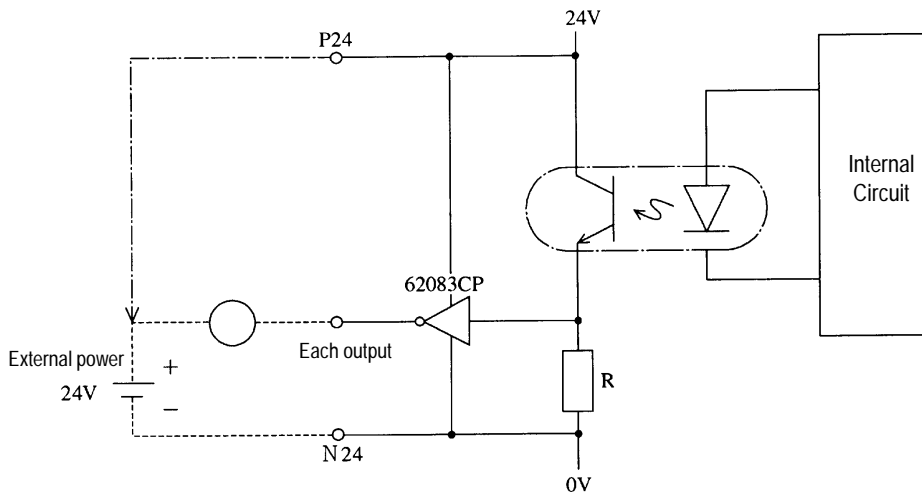 24V
P24
Internal
Circuit
62083CP
Each output
External power
24V
+
−
R
N24
0V